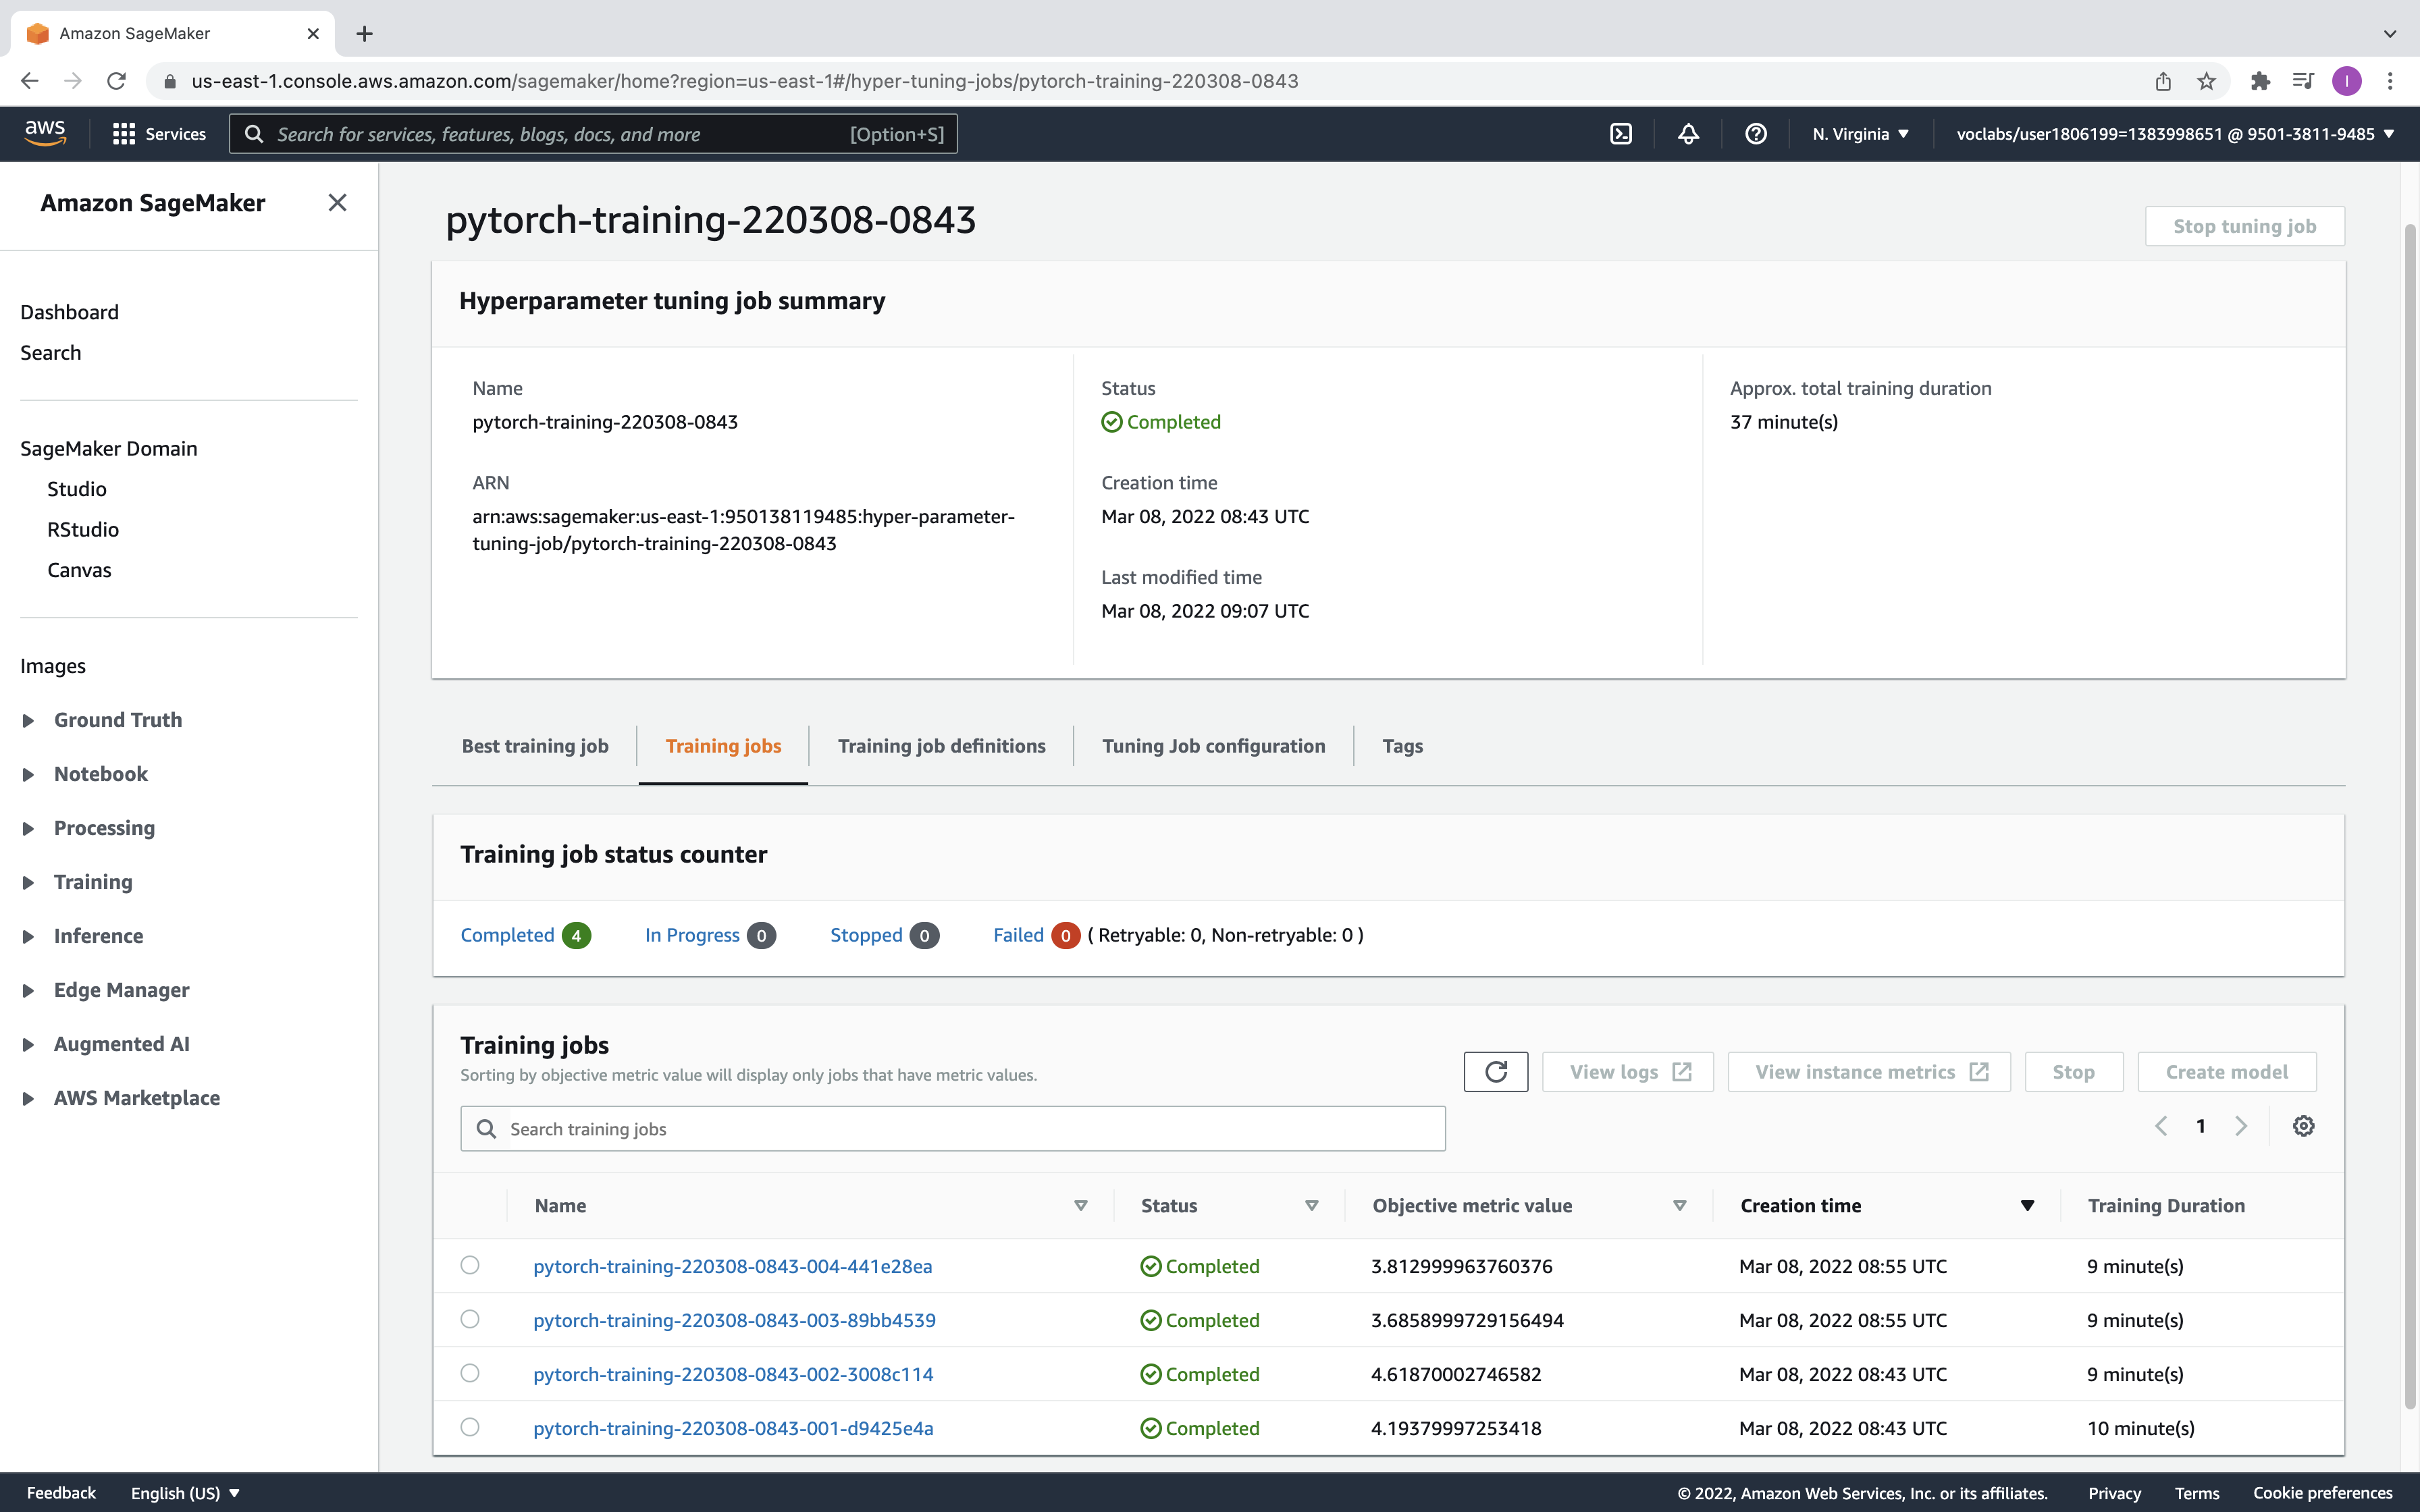 Amazon SageMaker
us-east-1.console.aws.amazon.com/sagemaker/home?region=us-east-1#/hyper-tuning-jobs/pytorch-training-220308-0843
I
aws
Services
Search for services, features, blogs, docs, and more
[Option+S]
N. Virginia
voclabs/user1806199=1383998651 @ 9501-3811-9485
Amazon SageMaker
Dashboard
Search
SageMaker Domain
Studio
RStudio
Canvas
Images
Ground Truth
Notebook
Processing
Training
Inference
Edge Manager
Augmented AI
AWS Marketplace
pytorch-training-220308-0843
Stop tuning job
Hyperparameter tuning job summary
Name
pytorch-training-220308-0843
ARN
arn:aws:sagemaker:us-east-1:950138119485:hyper-parameter-
tuning-job/pytorch-training-220308-0843
Status
Completed
Creation time
Mar 08, 2022 08:43 UTC
Last modified time
Mar 08, 2022 09:07 UTC
Approx. total training duration
37 minute(s)
Best training job
Training jobs
Training job definitions
Tuning Job configuration
Tags
Training job status counter
Completed 4
In Progress 0
Stopped 0
Failed 0 ( Retryable: 0, Non-retryable: 0 )
Training jobs
Sorting by objective metric value will display only jobs that have metric values.
View logs
View instance metrics
Stop
Create model
Search training jobs
1
Name Status Objective metric value Creation time Training Duration
pytorch-training-220308-0843-004-441e28ea Completed 3.812999963760376 Mar 08, 2022 08:55 UTC 9 minute(s)
pytorch-training-220308-0843-003-89bb4539 Completed 3.6858999729156494 Mar 08, 2022 08:55 UTC 9 minute(s)
pytorch-training-220308-0843-002-3008c114 Completed 4.61870002746582 Mar 08, 2022 08:43 UTC 9 minute(s)
pytorch-training-220308-0843-001-d9425e4a Completed 4.19379997253418 Mar 08, 2022 08:43 UTC 10 minute(s)
Feedback
English (US)
© 2022, Amazon Web Services, Inc. or its affiliates.
Privacy
Terms
Cookie preferences